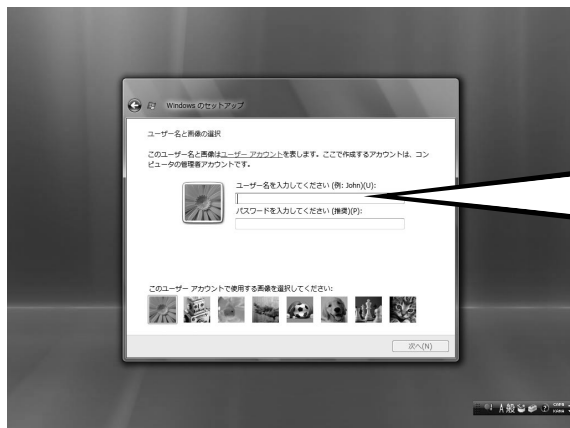 Windows のセットアップ
ユーザー名と画像の選択
このユーザー名と画像はユーザー アカウントを表します。ここで作成するアカウントは、コン
ピュータの管理者アカウントです。
ユーザー名を入力してください (例: John)(U):
パスワードを入力してください (推奨)(P):
このユーザー アカウントで使用する画像を選択してください:
次へ(N)
A 般
CAPS
KANA